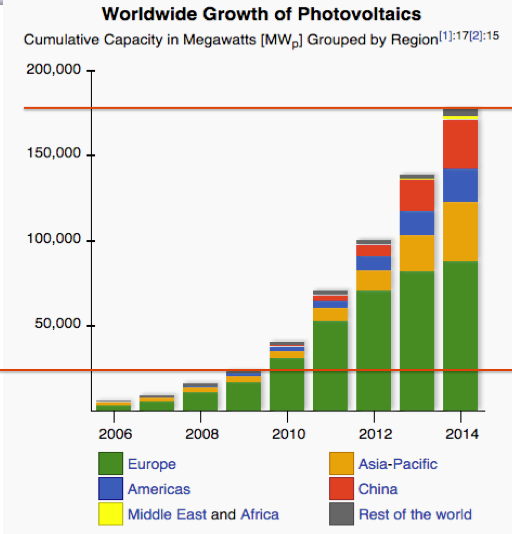 Worldwide Growth of Photovoltaics
Cumulative Capacity in Megawatts [MWp] Grouped by Region[1]:17[2]:15
200,000
150,000
100,000
50,000
2006 2008 2010 2012 2014
Europe Asia-Pacific
Americas China
Middle East and Africa Rest of the world